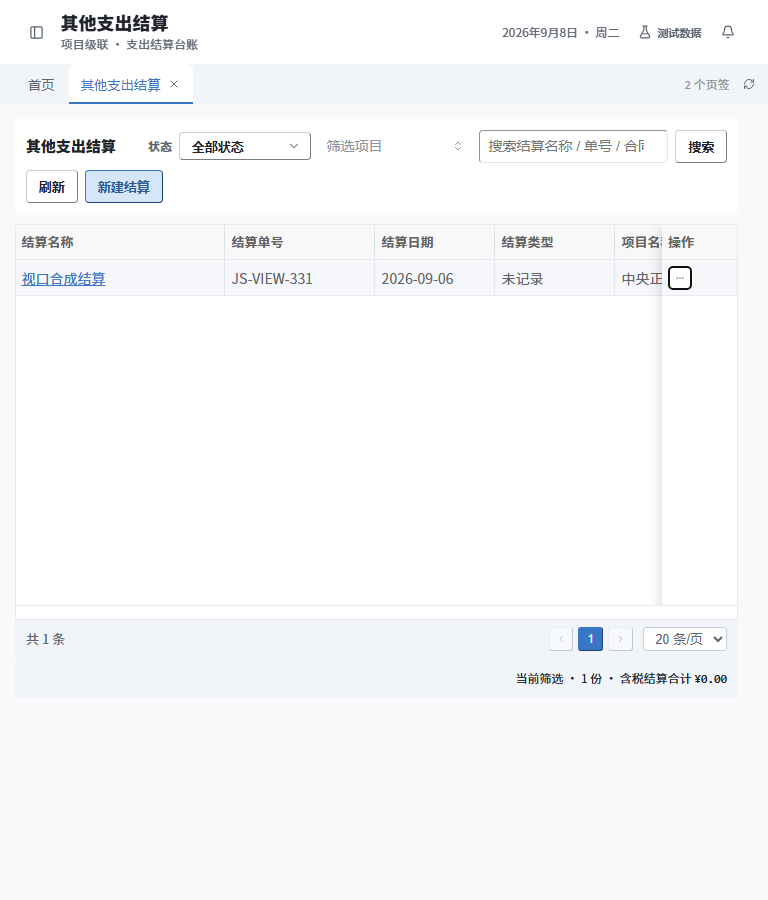 其他支出结算
项目级联 • 支出结算台账
2026年9月8日 • 周二
测试数据
首页
其他支出结算
2 个页签
其他支出结算
状态
全部状态
筛选项目
搜索结算名称 / 单号 / 合
搜索
刷新
新建结算
结算名称 结算单号 结算日期 结算类型 项目名 操作
视口合成结算 JS-VIEW-331 2026-09-06 未记录 中央正 ···
共 1 条
1
20 条/页
当前筛选 • 1 份 • 含税结算合计 ¥0.00